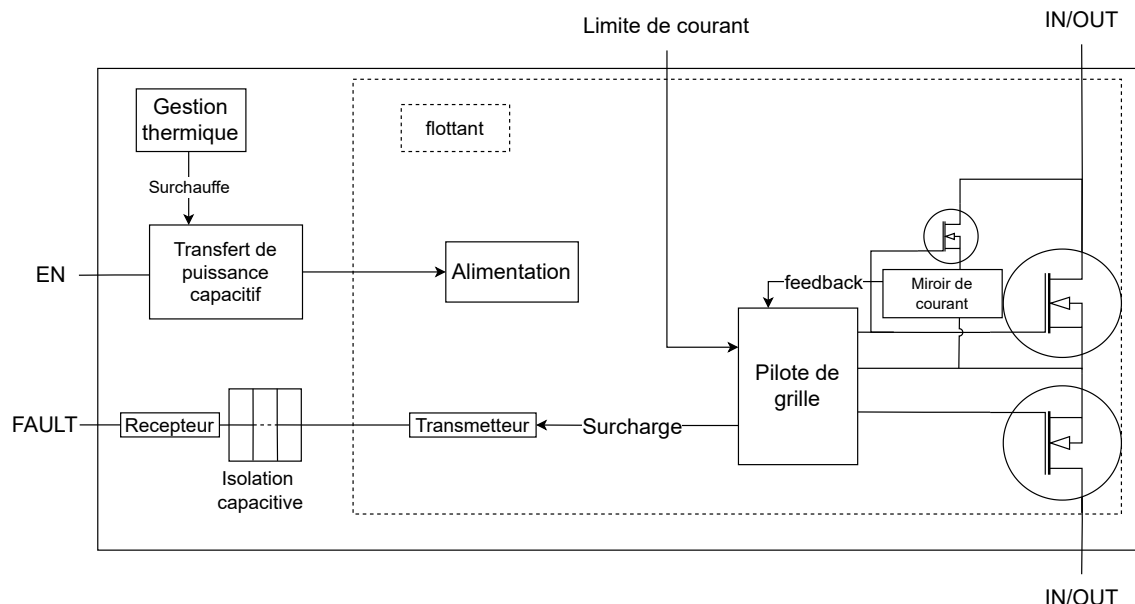 Limite de courant
IN/OUT
Gestion
thermique
flottant
Surchauffe
Transfert de
puissance
capacitif
EN
Alimentation
feedback
Miroir de
courant
Pilote de
grille
FAULT
Recepteur
Transmetteur
Surcharge
Isolation
capacitive
IN/OUT